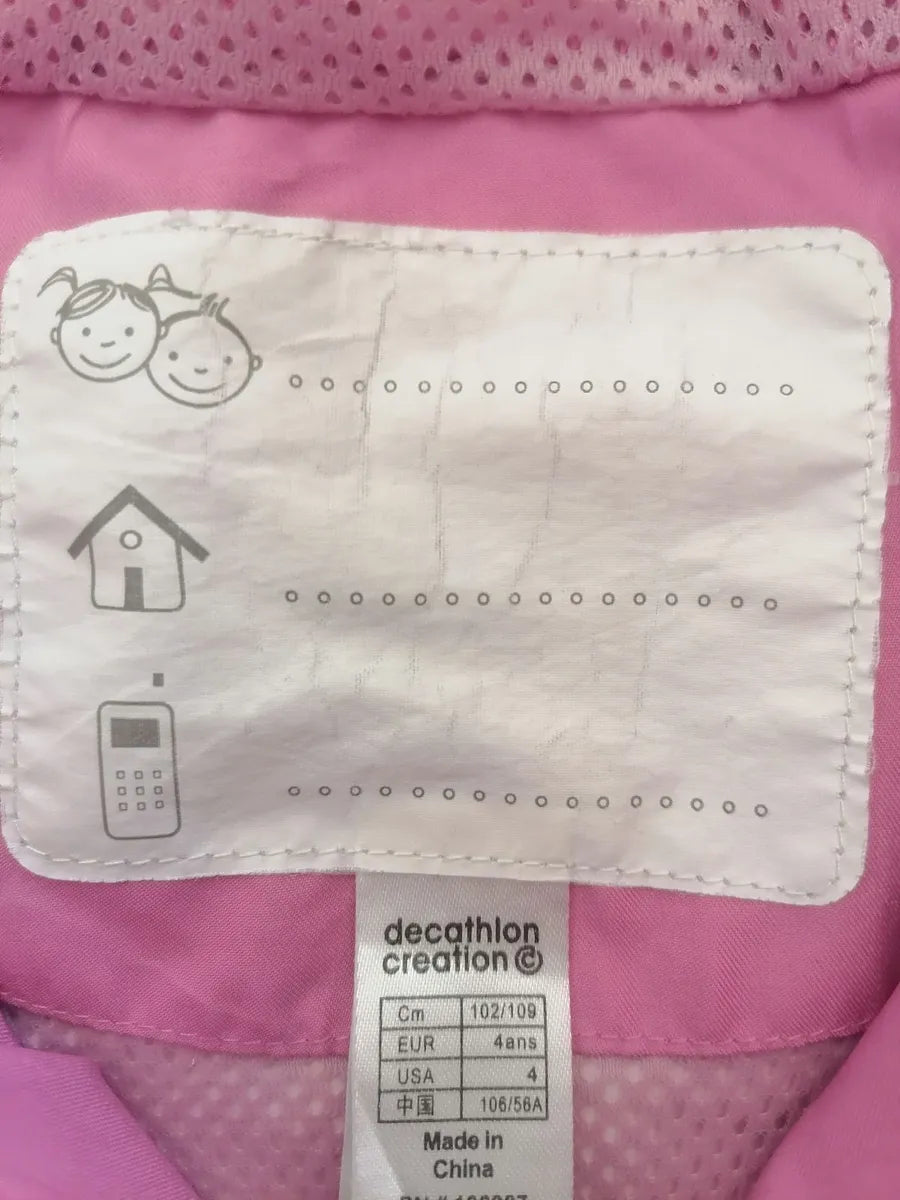 decathlon
creation ©
Cm 102/109
EUR 4ans
USA 4
中国 106/56A
Made in
China